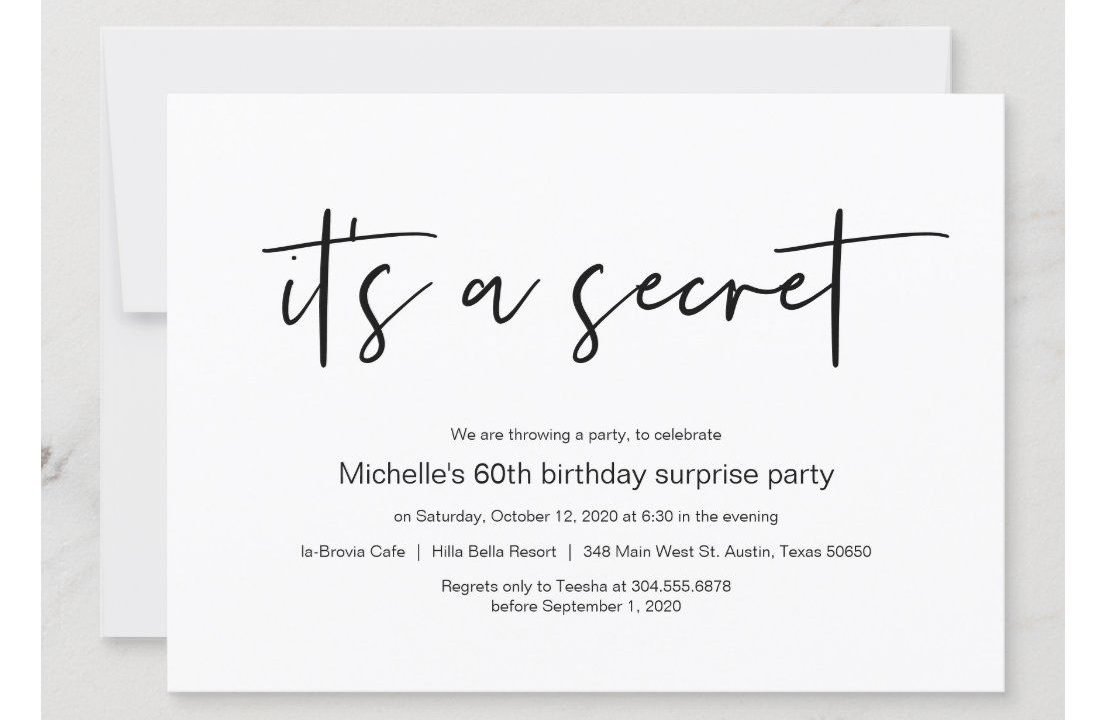 it's a secret
We are throwing a party, to celebrate
Michelle's 60th birthday surprise party
on Saturday, October 12, 2020 at 6:30 in the evening
la-Brovia Cafe | Hilla Bella Resort | 348 Main West St. Austin, Texas 50650
Regrets only to Teesha at 304.555.6878
before September 1, 2020